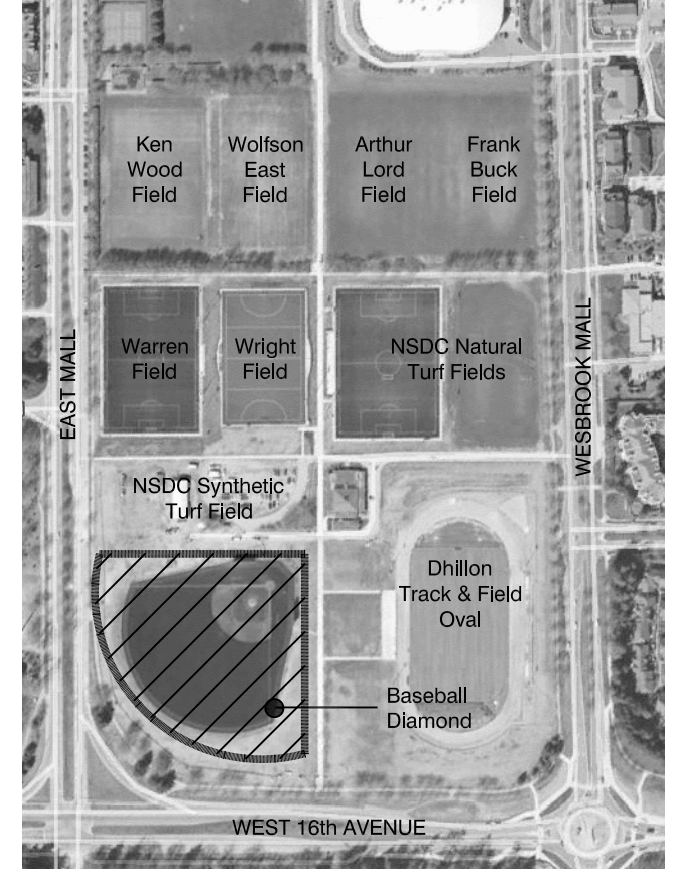 Ken
Wood
Field
Wolfson
East
Field
Arthur
Lord
Field
Frank
Buck
Field
EAST MALL
Warren
Field
Wright
Field
NSDC Natural
Turf Fields
WESBROOK MALL
NSDC Synthetic
Turf Field
Dhillon
Track & Field
Oval
Baseball
Diamond
WEST 16th AVENUE